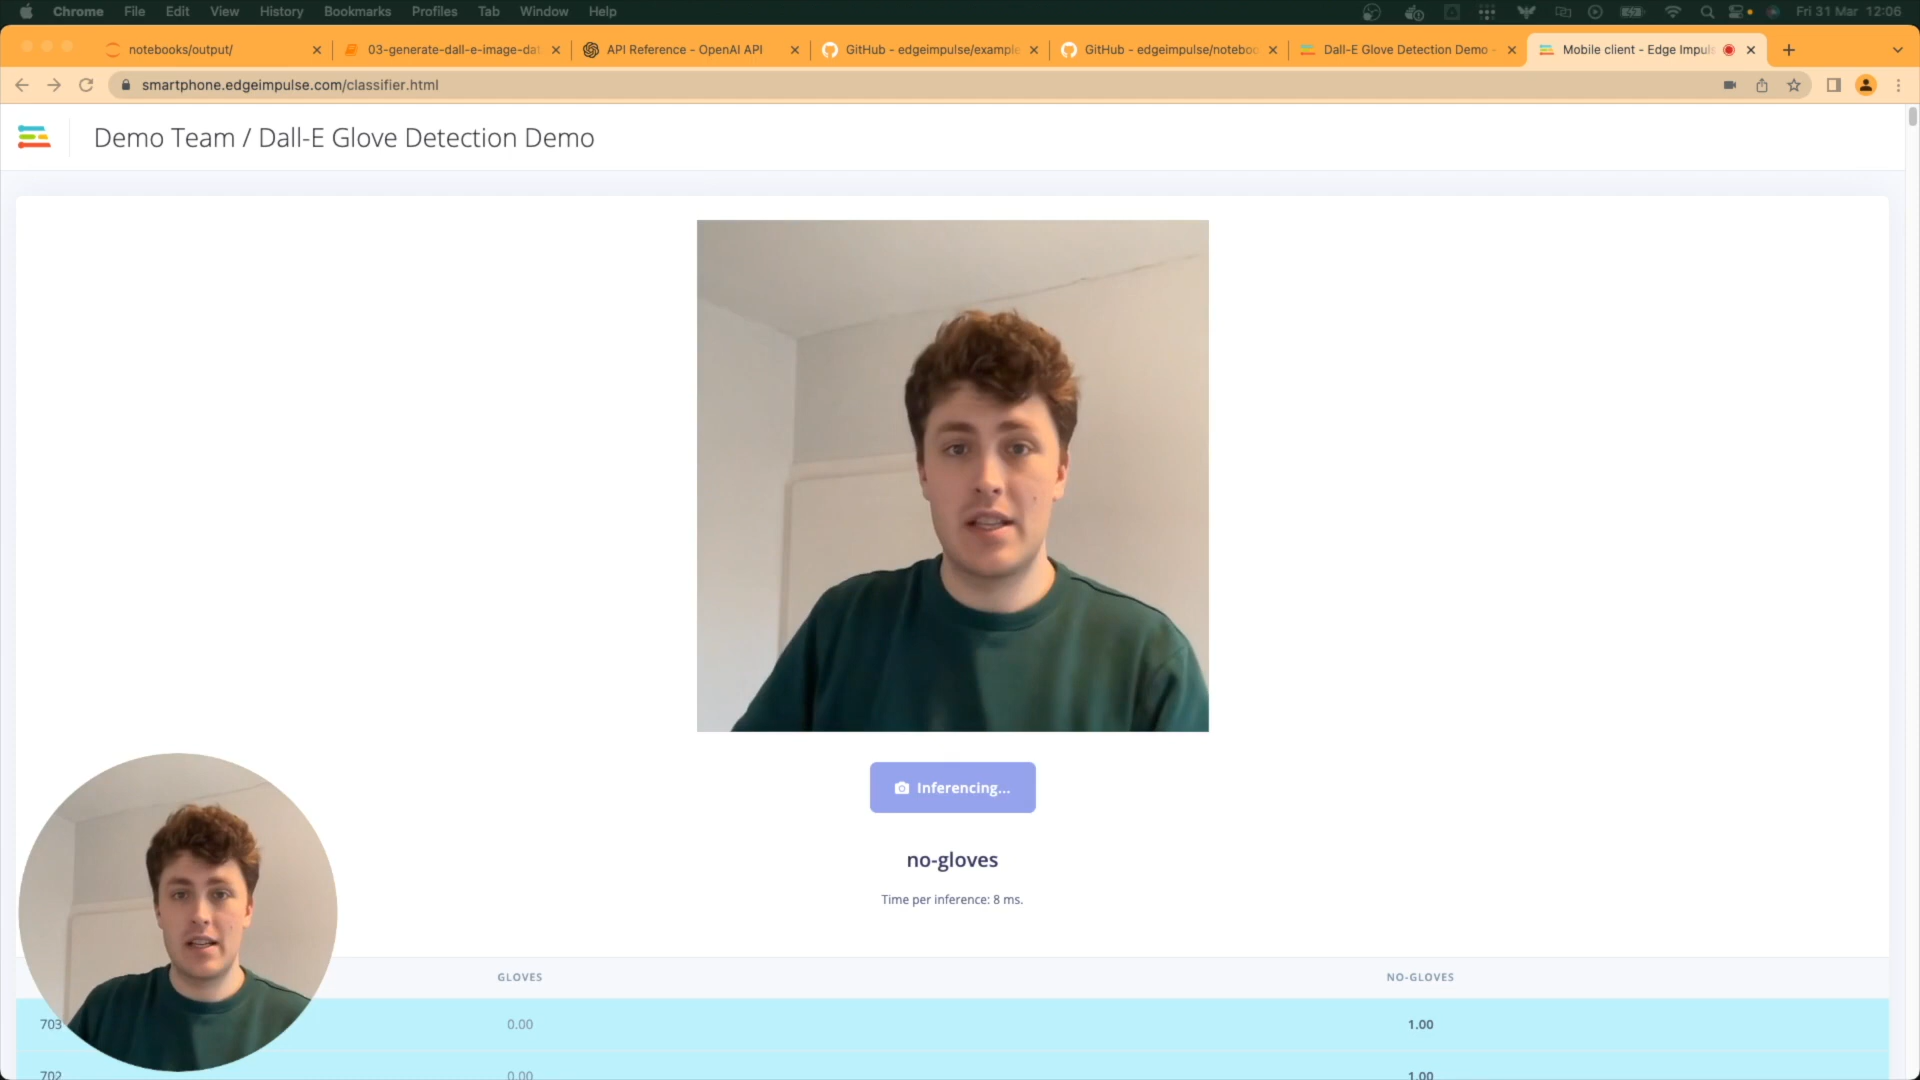 Chrome File Edit View History Bookmarks Profiles Tab Window Help Fri 31 Mar 12:06
notebooks/output/ 03-generate-dall-e-image-dat API Reference - OpenAI API GitHub - edgeimpulse/example GitHub - edgeimpulse/noteboo Dall-E Glove Detection Demo - Mobile client - Edge Impuls
smartphone.edgeimpulse.com/classifier.html
Demo Team / Dall-E Glove Detection Demo
Inferencing...
no-gloves
Time per inference: 8 ms.
GLOVES NO-GLOVES
703 0.00 1.00
702 0.00 1.00